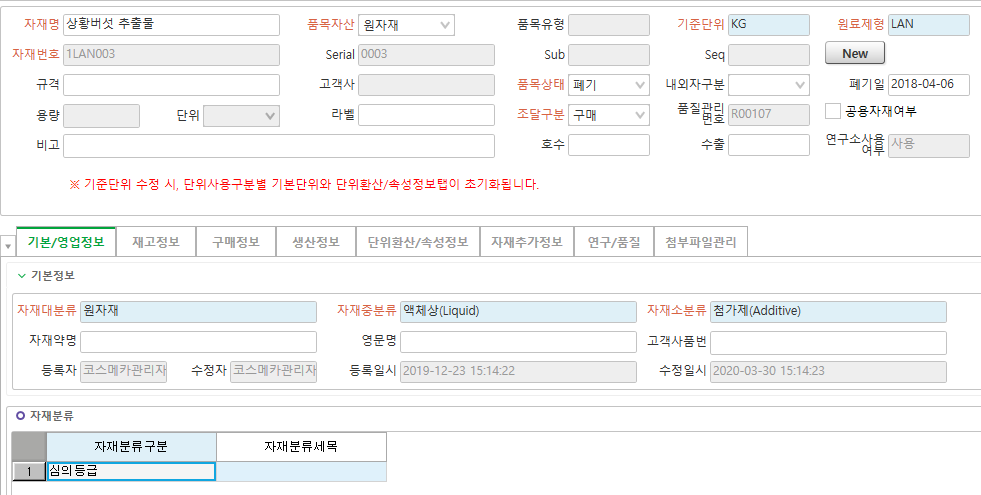 자재명 상황버섯 추출물 품목자산 원자재 품목유형 기준단위 KG 원료제형 LAN
자재번호 1LAN003 Serial 0003 Sub Seq New
규격 고객사 품목상태 폐기 내외자구분 폐기일 2018-04-06
용량 단위 라벨 조달구분 구매 품질관리번호 R00107 공용자재여부
비고 호수 수출 연구소사용여부 사용
※ 기준단위 수정 시, 단위사용구분별 기본단위와 단위환산/속성정보탭이 초기화됩니다.
기본/영업정보 재고정보 구매정보 생산정보 단위환산/속성정보 자재추가정보 연구/품질 첨부파일관리
기본정보
자재대분류 원자재 자재중분류 액체상(Liquid) 자재소분류 첨가제(Additive)
자재약명 영문명 고객사품번
등록자 코스메카관리자 수정자 코스메카관리자 등록일시 2019-12-23 15:14:22 수정일시 2020-03-30 15:14:23
자재분류
자재분류구분 자재분류세목
1 심의등급